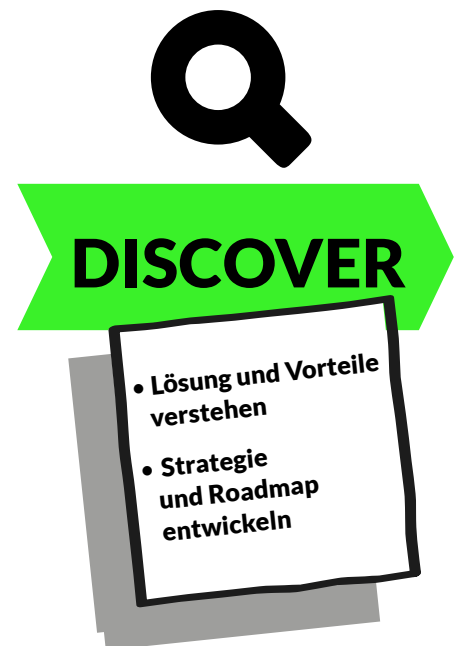 DISCOVER
• Lösung und Vorteile
verstehen
• Strategie
und Roadmap
entwickeln